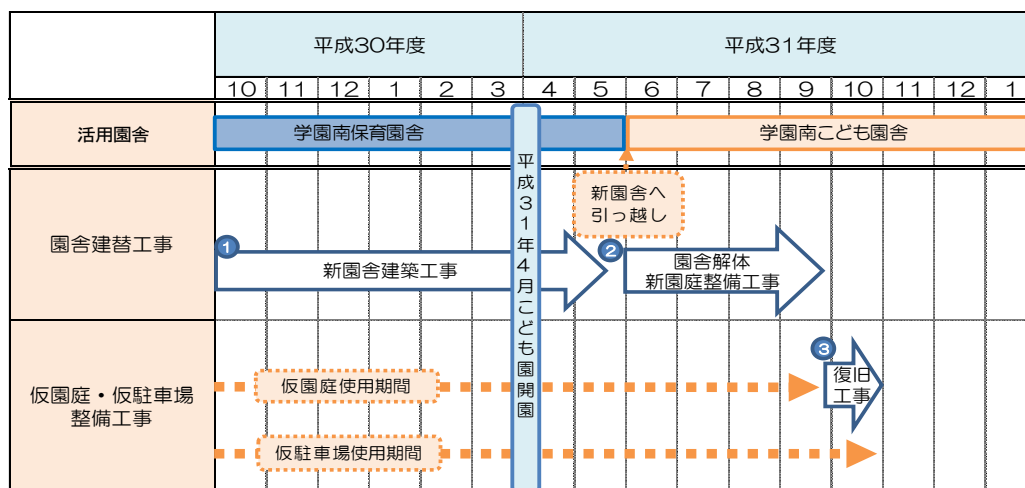 平成30年度
平成31年度
10 11 12 1 2 3 4 5 6 7 8 9 10 11 12 1
活用園舎
学園南保育園舎
学園南こども園舎
平成31年4月こども園開園
新園舎へ
引っ越し
園舎建替工事
1
新園舎建築工事
2
園舎解体
新園庭整備工事
仮園庭・仮駐車場
整備工事
仮園庭使用期間
3
復旧
工事
仮駐車場使用期間